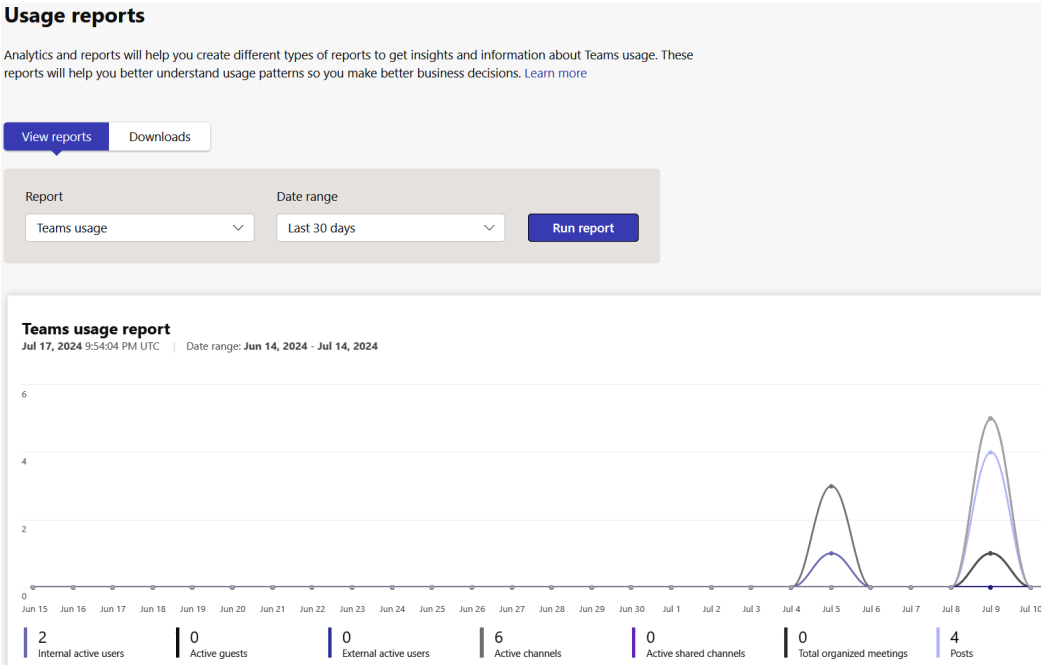 Usage reports
Analytics and reports will help you create different types of reports to get insights and information about Teams usage. These
reports will help you better understand usage patterns so you make better business decisions. Learn more
View reports
Downloads
Report
Date range
Teams usage
Last 30 days
Run report
Teams usage report
Jul 17, 2024 9:54:04 PM UTC | Date range: Jun 14, 2024 - Jul 14, 2024
6
4
2
0
Jun 15 Jun 16 Jun 17 Jun 18 Jun 19 Jun 20 Jun 21 Jun 22 Jun 23 Jun 24 Jun 25 Jun 26 Jun 27 Jun 28 Jun 29 Jun 30 Jul 1 Jul 2 Jul 3 Jul 4 Jul 5 Jul 6 Jul 7 Jul 8 Jul 9 Jul 10
2
Internal active users
0
Active guests
0
External active users
6
Active channels
0
Active shared channels
0
Total organized meetings
4
Posts